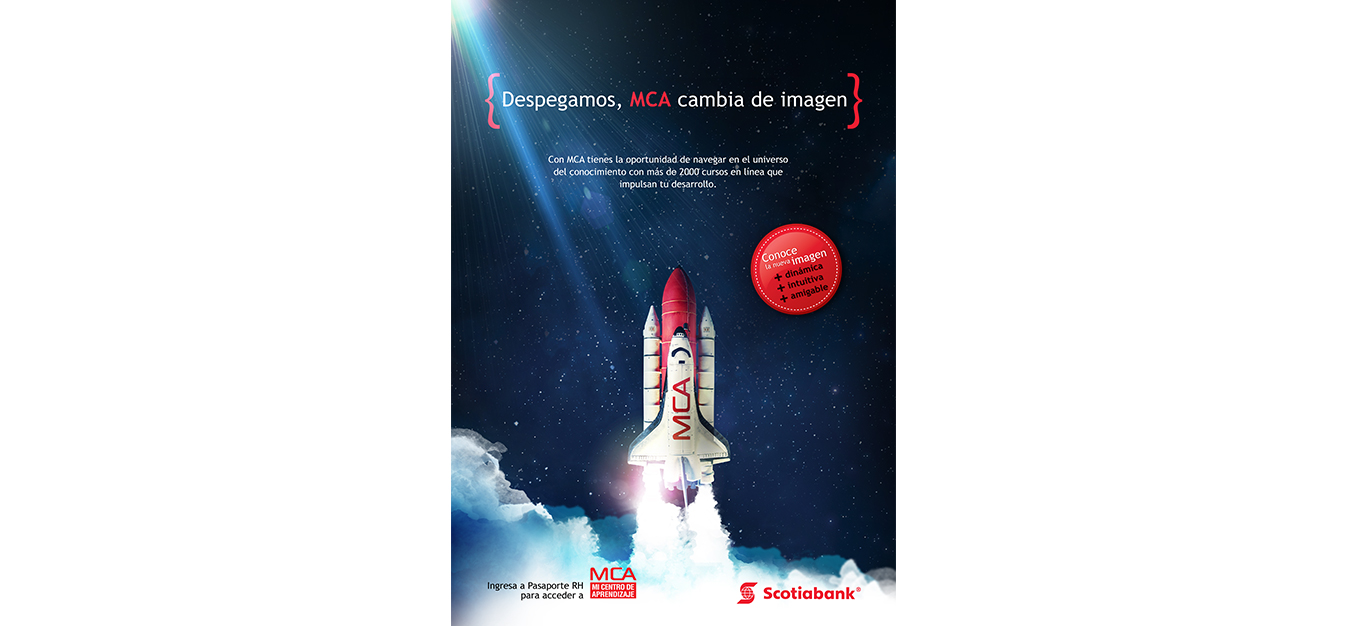 { Despegamos, MCA cambia de imagen }
Con MCA tienes la oportunidad de navegar en el universo
del conocimiento con más de 2000 cursos en línea que
impulsan tu desarrollo.
Conoce
la nueva imagen
+ dinámica
+ intuitiva
+ amigable
MCA
Ingresa a Pasaporte RH
para acceder a
MCA
MI CENTRO DE
APRENDIZAJE
Scotiabank®